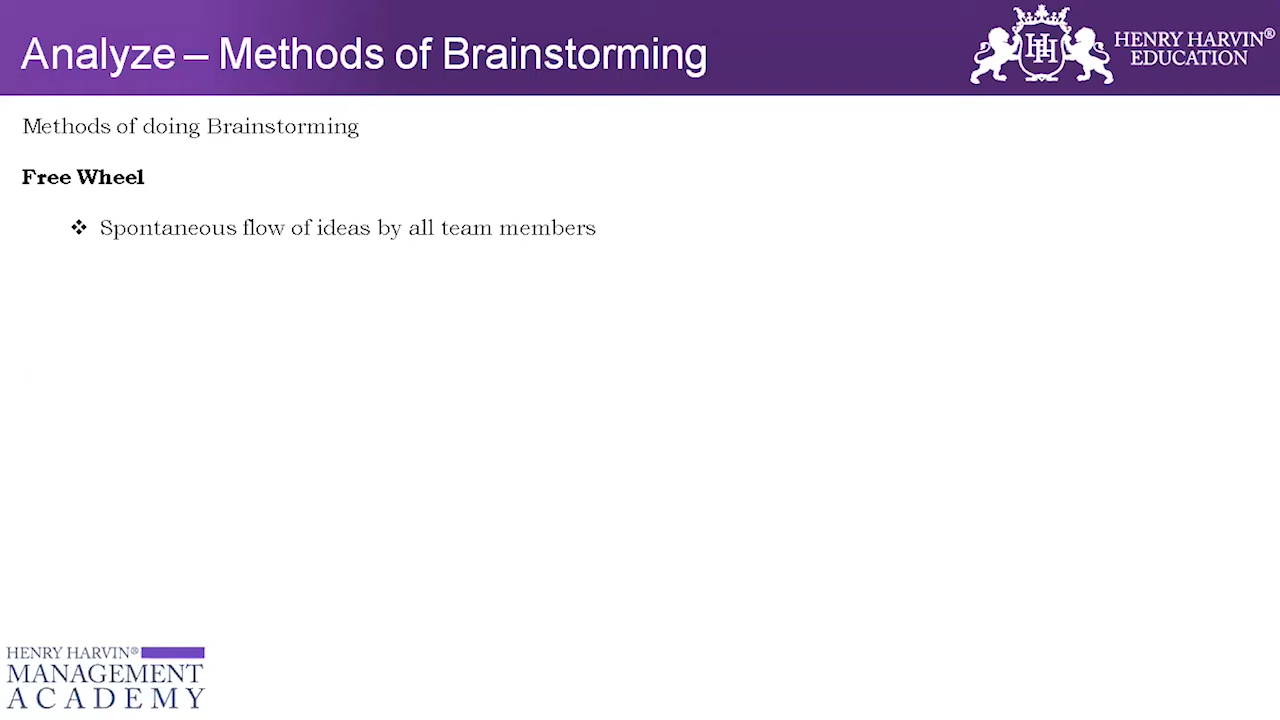 Analyze – Methods of Brainstorming
HENRY HARVIN®
EDUCATION
Methods of doing Brainstorming
Free Wheel
❖ Spontaneous flow of ideas by all team members
HENRY HARVIN®
MANAGEMENT
ACADEMY